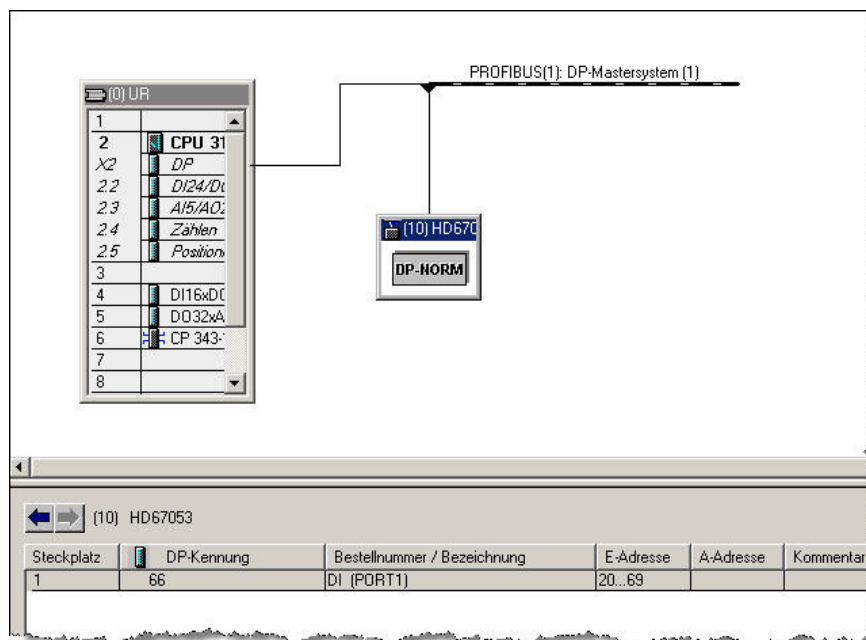 PROFIBUS(1): DP-Mastersystem (1)
(0) UR
1
2 CPU 31
X2 DP
2.2 DI24/D
2.3 AI5/AO2
2.4 Zählen
2.5 Position
3
4 DI16xD
5 DO32xA
6 CP 343-
7
8
(10) HD670
DP-NORM
(10) HD67053
Steckplatz DP-Kennung Bestellnummer / Bezeichnung E-Adresse A-Adresse Kommentar
1 66 DI (PORT1) 20...69